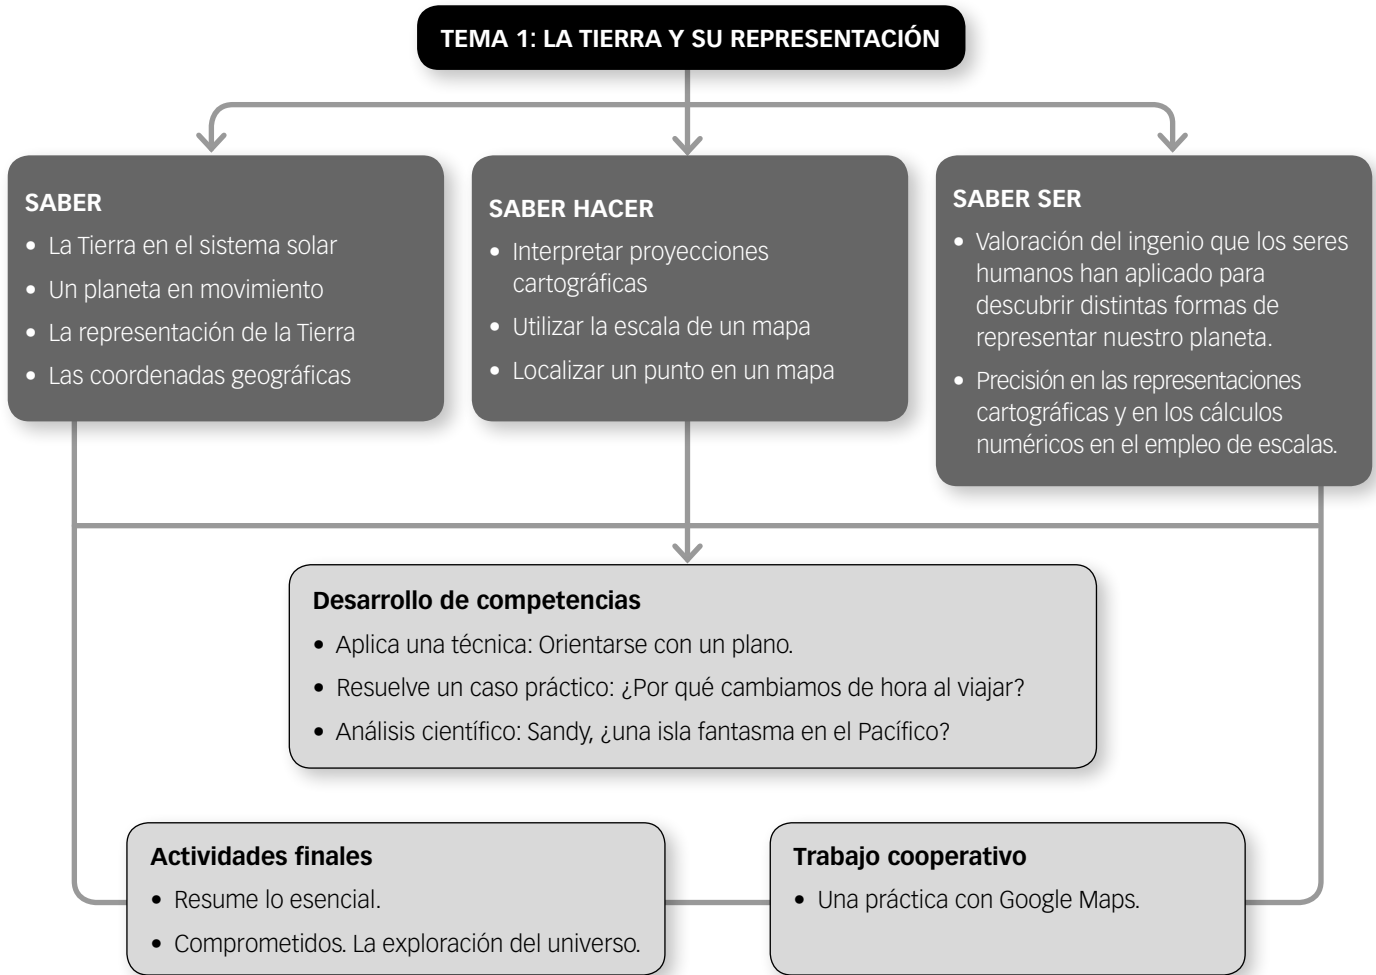 TEMA 1: LA TIERRA Y SU REPRESENTACIÓN
SABER
• La Tierra en el sistema solar
• Un planeta en movimiento
• La representación de la Tierra
• Las coordenadas geográficas
SABER HACER
• Interpretar proyecciones
cartográficas
• Utilizar la escala de un mapa
• Localizar un punto en un mapa
SABER SER
• Valoración del ingenio que los seres
humanos han aplicado para
descubrir distintas formas de
representar nuestro planeta.
• Precisión en las representaciones
cartográficas y en los cálculos
numéricos en el empleo de escalas.
Desarrollo de competencias
• Aplica una técnica: Orientarse con un plano.
• Resuelve un caso práctico: ¿Por qué cambiamos de hora al viajar?
• Análisis científico: Sandy, ¿una isla fantasma en el Pacífico?
Actividades finales
• Resume lo esencial.
• Comprometidos. La exploración del universo.
Trabajo cooperativo
• Una práctica con Google Maps.